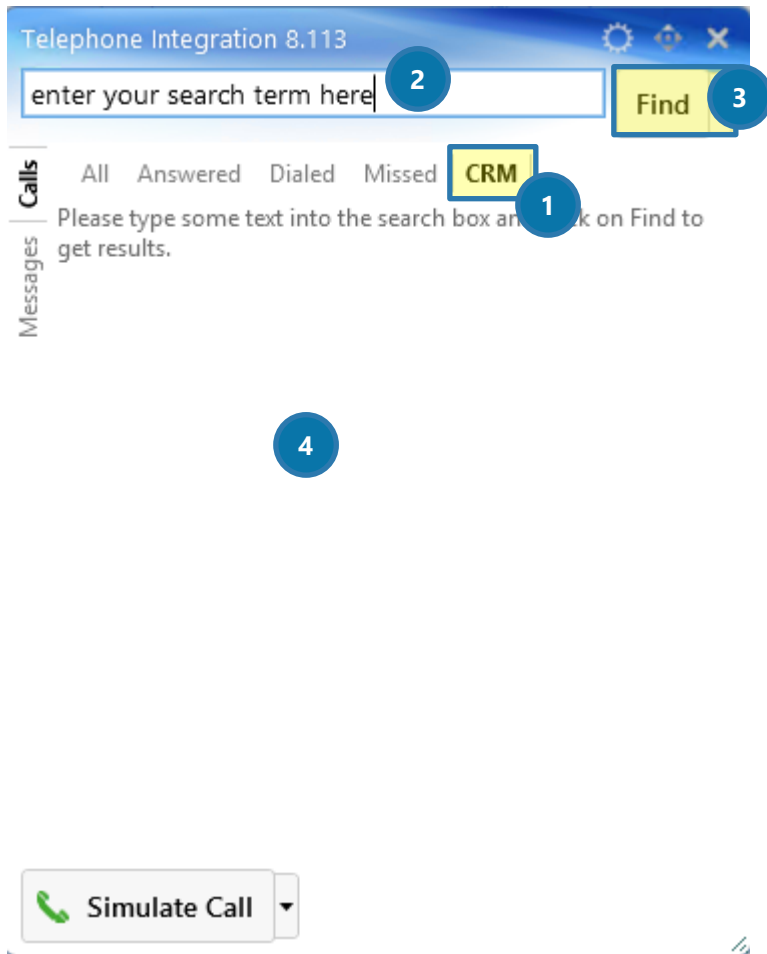 Telephone Integration 8.113
enter your search term here
2
Find
3
Calls
Messages
All Answered Dialed Missed CRM
1
Please type some text into the search box an k on Find to
get results.
4
Simulate Call